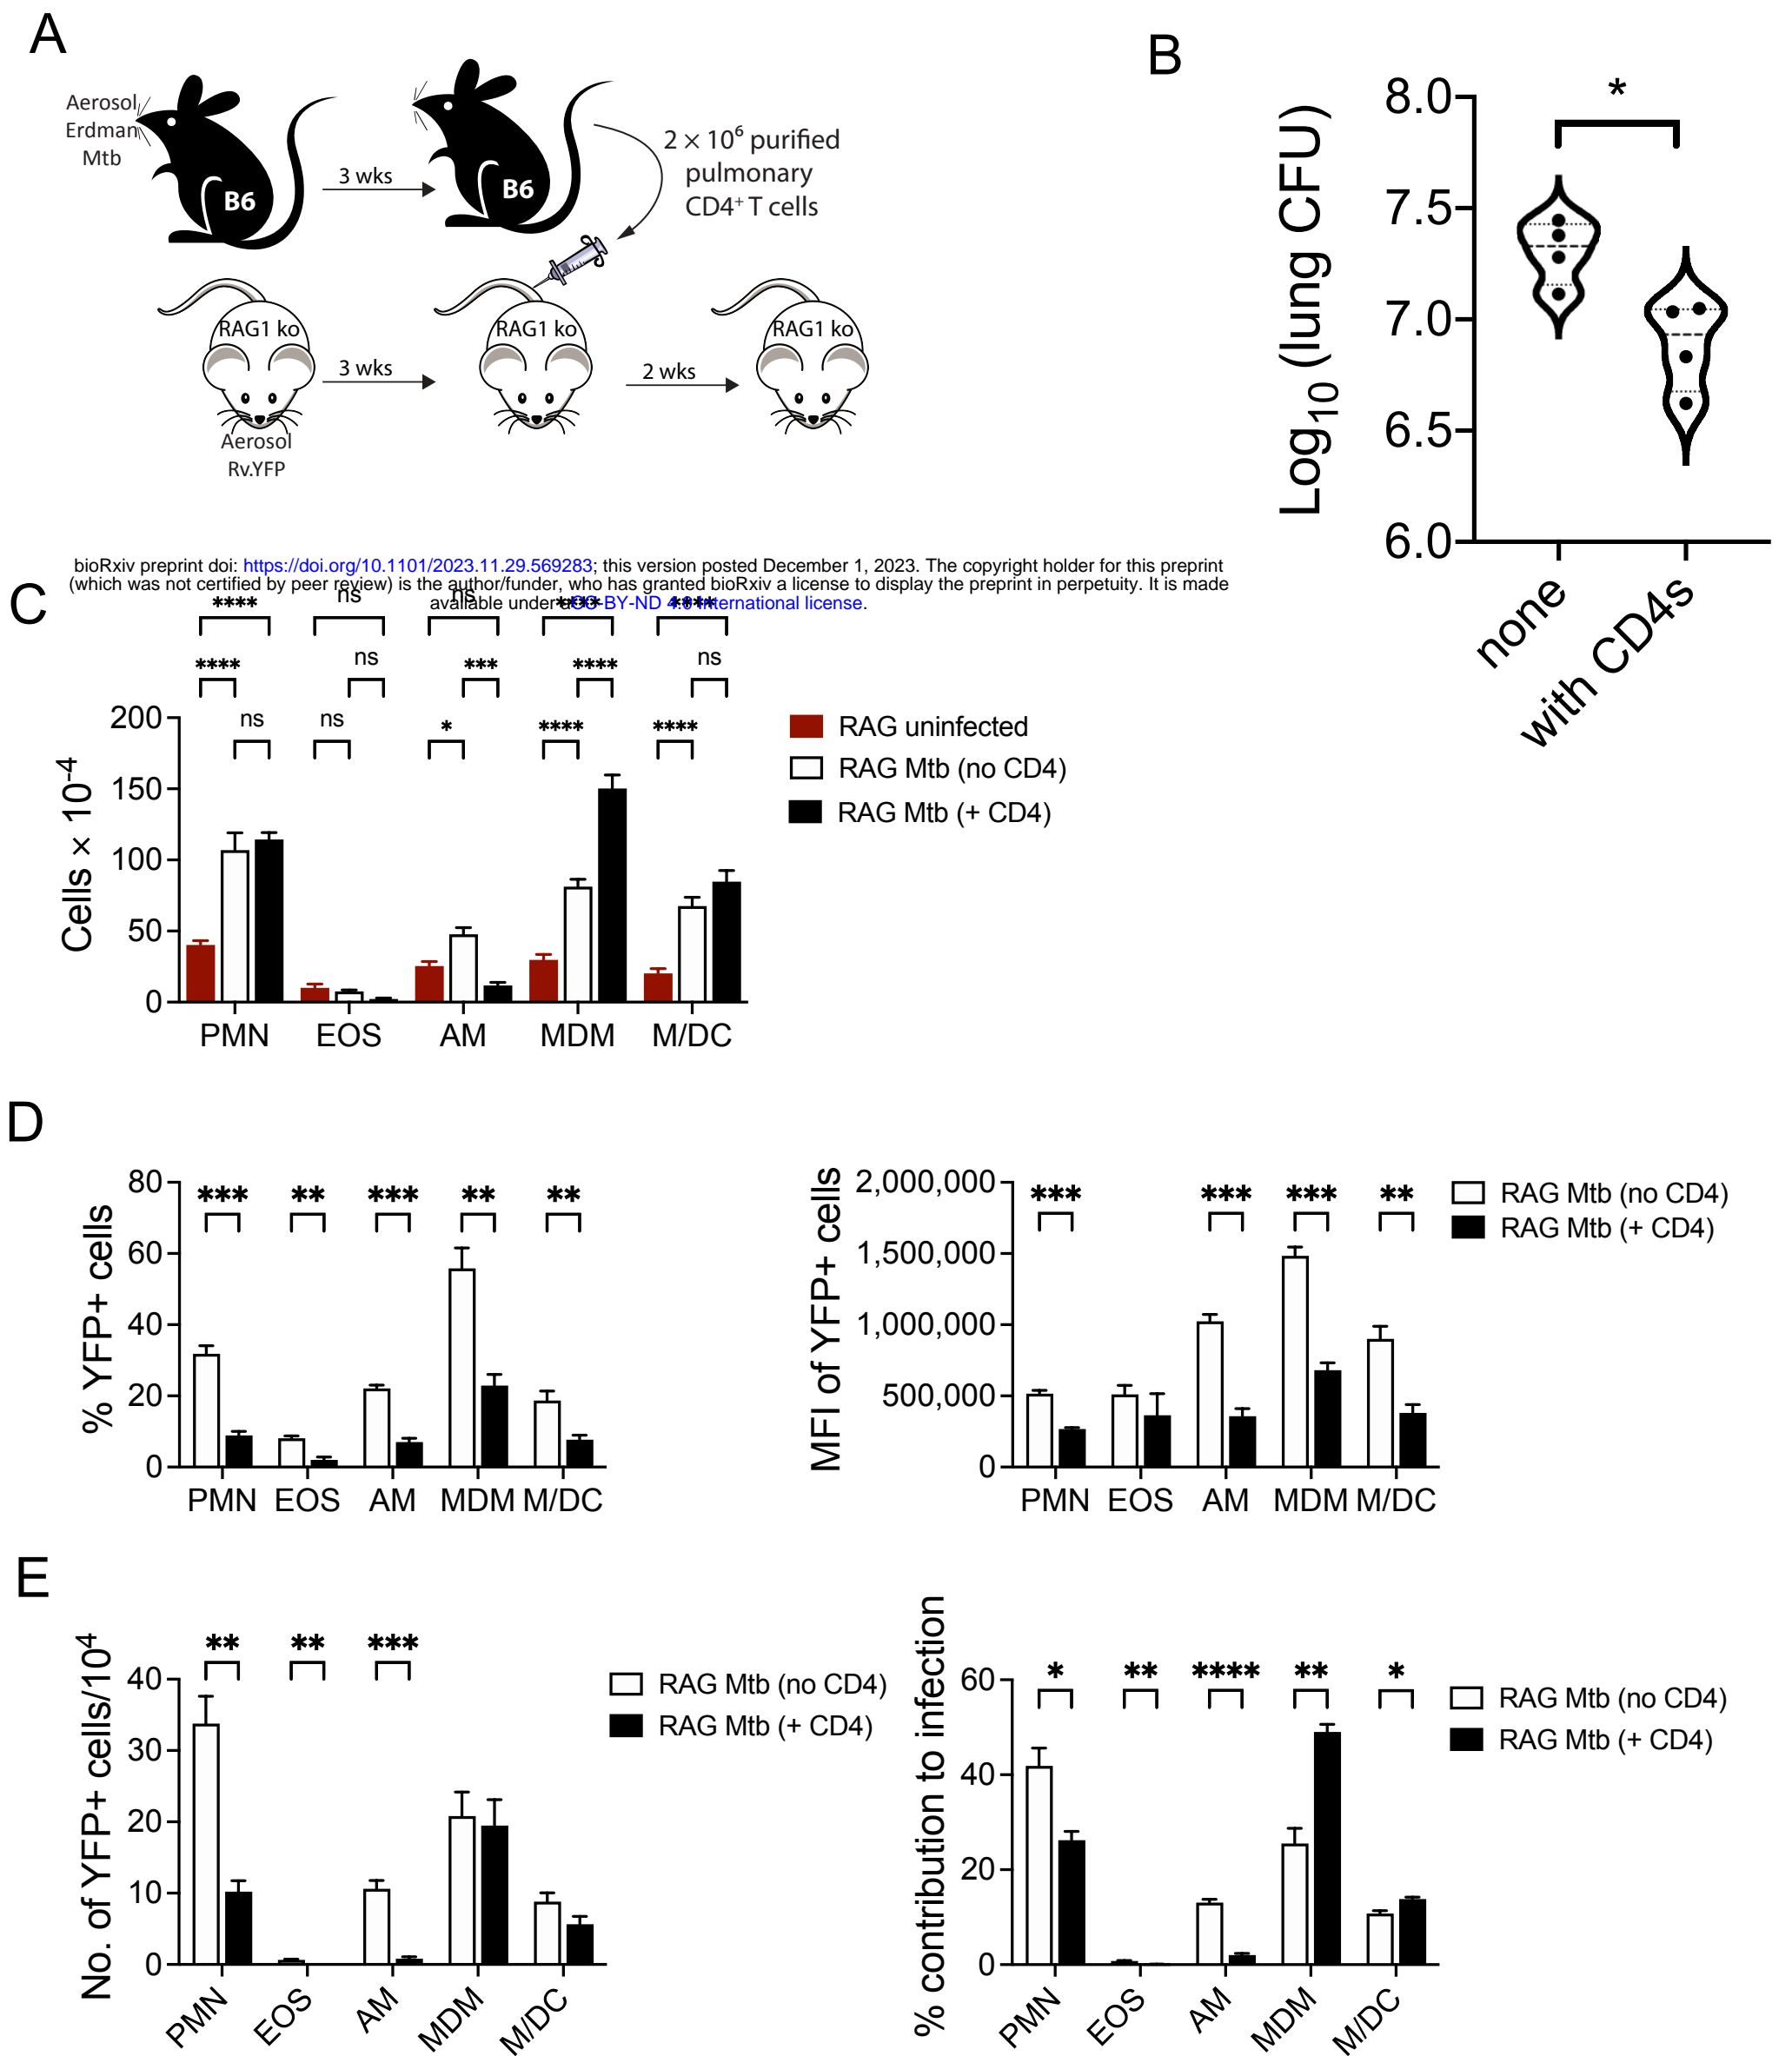 A
Aerosol
Erdman
Mtb
B6
3 wks
B6
2 × 10⁶ purified
pulmonary
CD4⁺ T cells
RAG1 ko
3 wks
RAG1 ko
2 wks
RAG1 ko
Aerosol
Rv.YFP
B
Log10 (lung CFU)
8.0
7.5
7.0
6.5
6.0
*
none
with CD4s
bioRxiv preprint doi: https://doi.org/10.1101/2023.11.29.569283; this version posted December 1, 2023. The copyright holder for this preprint
(which was not certified by peer review) is the author/funder, who has granted bioRxiv a license to display the preprint in perpetuity. It is made
available under aCC-BY-ND 4.0 International license.
C
**** ns ns **** ****
**** ns *** **** ns
ns ns * **** ****
Cells × 10⁻⁴
200
150
100
50
0
PMN EOS AM MDM M/DC
RAG uninfected
RAG Mtb (no CD4)
RAG Mtb (+ CD4)
D
% YFP+ cells
80
60
40
20
0
*** ** *** ** **
PMN EOS AM MDM M/DC
MFI of YFP+ cells
2,000,000
1,500,000
1,000,000
500,000
0
*** *** *** **
PMN EOS AM MDM M/DC
RAG Mtb (no CD4)
RAG Mtb (+ CD4)
E
No. of YFP+ cells/10⁴
40
30
20
10
0
** ** ***
PMN EOS AM MDM M/DC
RAG Mtb (no CD4)
RAG Mtb (+ CD4)
% contribution to infection
60
40
20
0
* ** **** ** *
PMN EOS AM MDM M/DC
RAG Mtb (no CD4)
RAG Mtb (+ CD4)